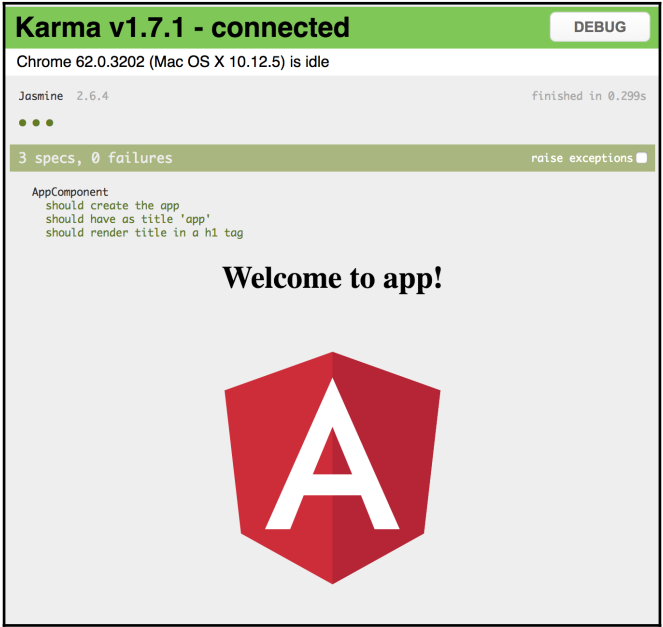 Karma v1.7.1 - connected
DEBUG
Chrome 62.0.3202 (Mac OS X 10.12.5) is idle
Jasmine 2.6.4
finished in 0.299s
3 specs, 0 failures
raise exceptions
AppComponent
should create the app
should have as title 'app'
should render title in a h1 tag
Welcome to app!
A